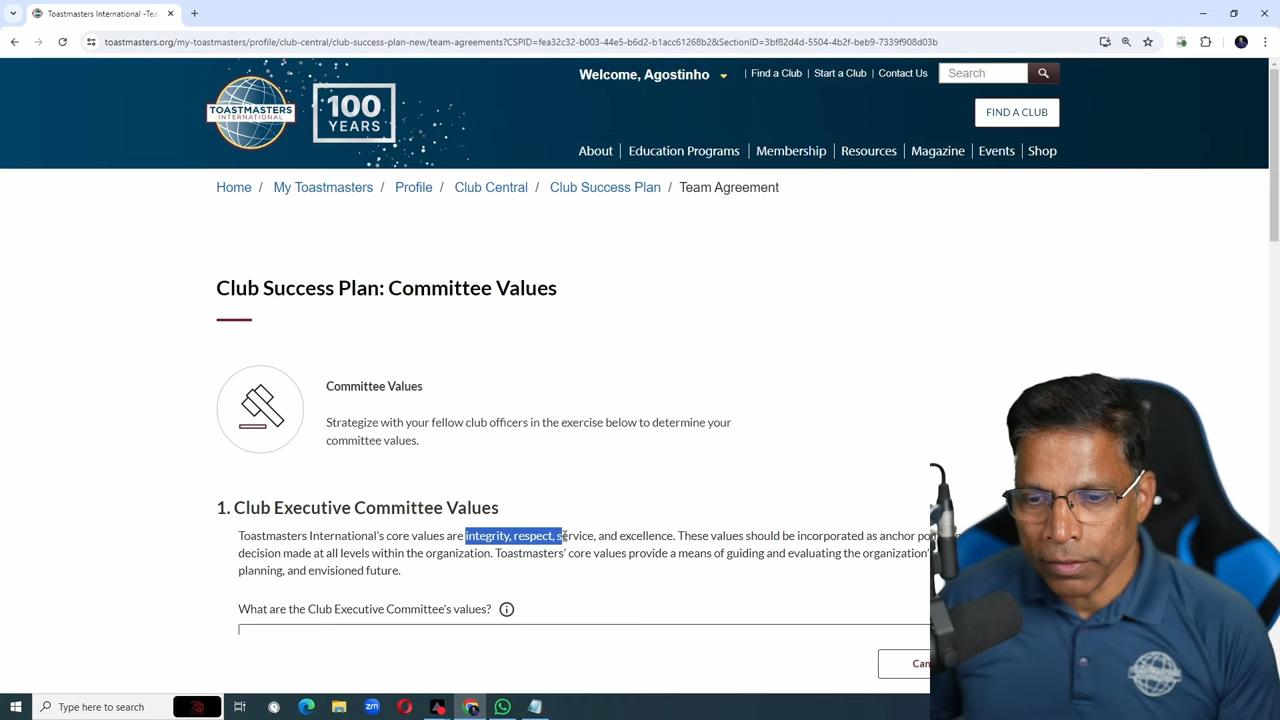 Toastmasters International -Tea
toastmasters.org/my-toastmasters/profile/club-central/club-success-plan-new/team-agreements?CSPID=fea32c32-b003-44e5-b6d2-b1acc61268b2&SectionID=3bf82d4d-5504-4b2f-beb9-7339f908d03b
Welcome, Agostinho | Find a Club | Start a Club | Contact Us Search
TOASTMASTERS INTERNATIONAL
100 YEARS
FIND A CLUB
About | Education Programs | Membership | Resources | Magazine | Events | Shop
Home / My Toastmasters / Profile / Club Central / Club Success Plan / Team Agreement
Club Success Plan: Committee Values
Committee Values
Strategize with your fellow club officers in the exercise below to determine your
committee values.
1. Club Executive Committee Values
Toastmasters International's core values are integrity, respect, service, and excellence. These values should be incorporated as anchor
decision made at all levels within the organization. Toastmasters' core values provide a means of guiding and evaluating the organization's
planning, and envisioned future.
What are the Club Executive Committee's values?
Type here to search
zm